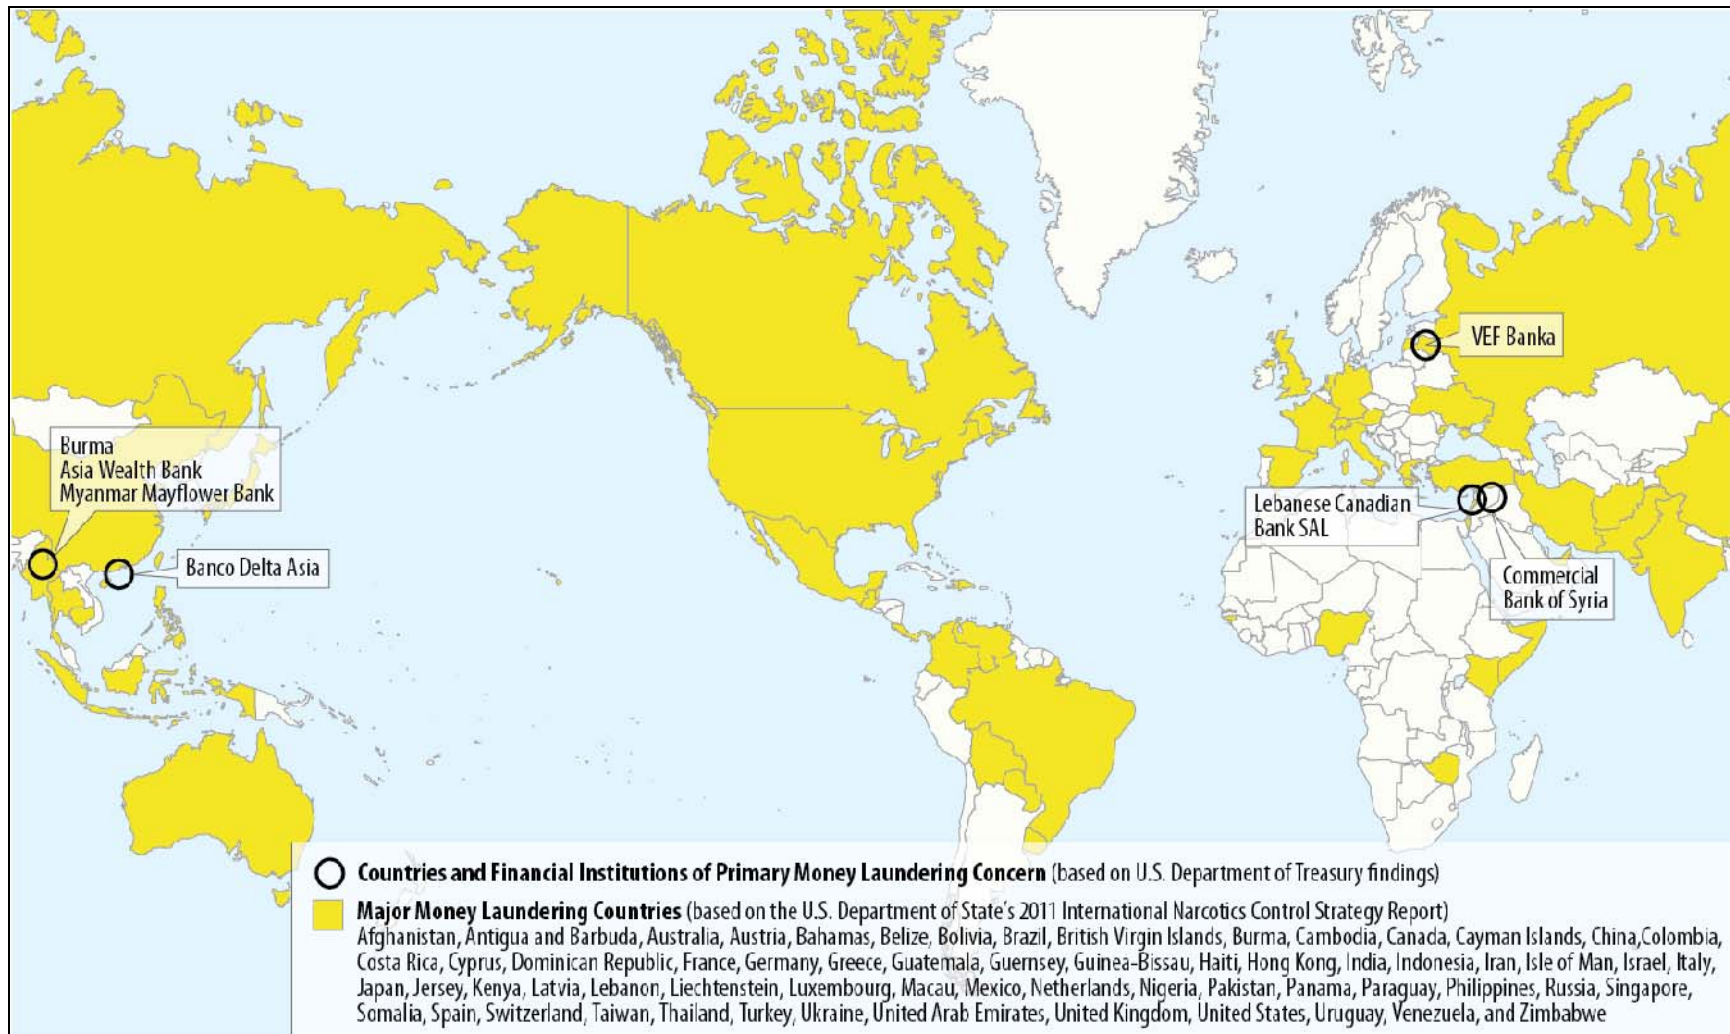 VEF Banka
Burma
Asia Wealth Bank
Myanmar Mayflower Bank
Lebanese Canadian
Bank SAL
Banco Delta Asia
Commercial
Bank of Syria
Countries and Financial Institutions of Primary Money Laundering Concern (based on U.S. Department of Treasury findings)
Major Money Laundering Countries (based on the U.S. Department of State's 2011 International Narcotics Control Strategy Report)
Afghanistan, Antigua and Barbuda, Australia, Austria, Bahamas, Belize, Bolivia, Brazil, British Virgin Islands, Burma, Cambodia, Canada, Cayman Islands, China,Colombia,
Costa Rica, Cyprus, Dominican Republic, France, Germany, Greece, Guatemala, Guernsey, Guinea-Bissau, Haiti, Hong Kong, India, Indonesia, Iran, Isle of Man, Israel, Italy,
Japan, Jersey, Kenya, Latvia, Lebanon, Liechtenstein, Luxembourg, Macau, Mexico, Netherlands, Nigeria, Pakistan, Panama, Paraguay, Philippines, Russia, Singapore,
Somalia, Spain, Switzerland, Taiwan, Thailand, Turkey, Ukraine, United Arab Emirates, United Kingdom, United States, Uruguay, Venezuela, and Zimbabwe